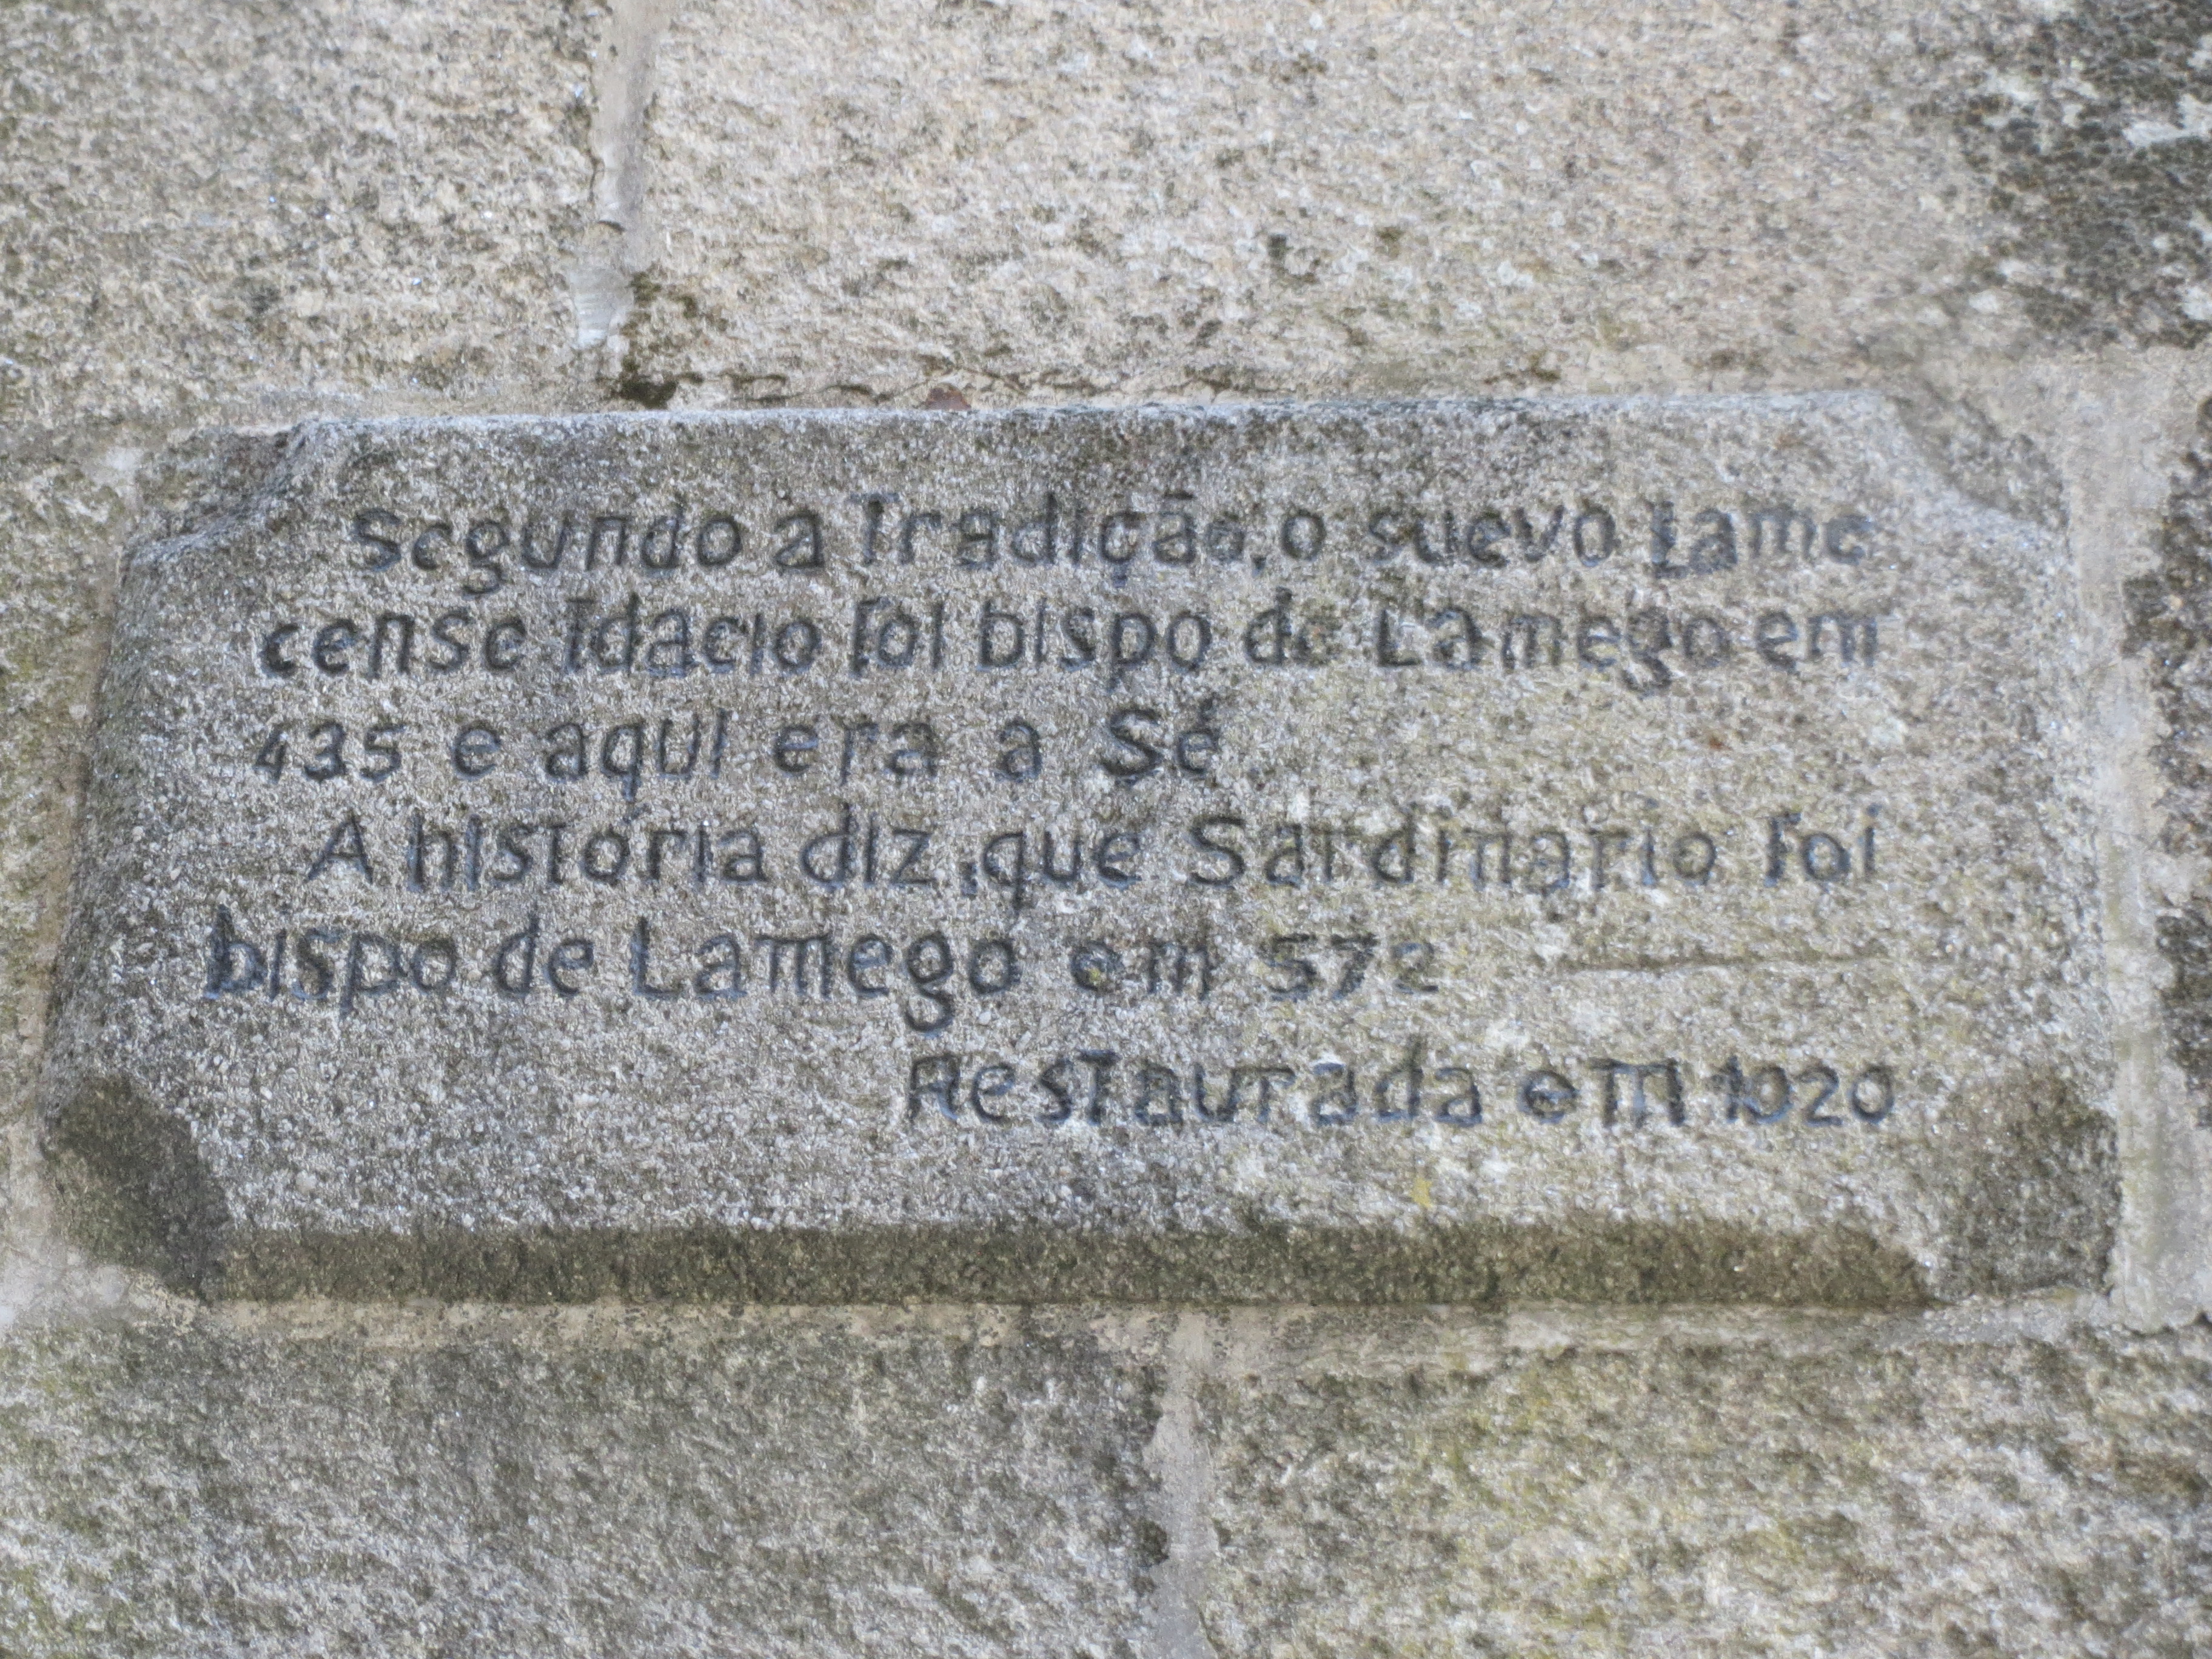 Segundo a Tradição, o suevo Lame
cense Idacio foi bispo de Lamego em
435 e aqui era a Sé
A história diz, que Sardinario foi
bispo de Lamego em 572
Restaurada em 1020